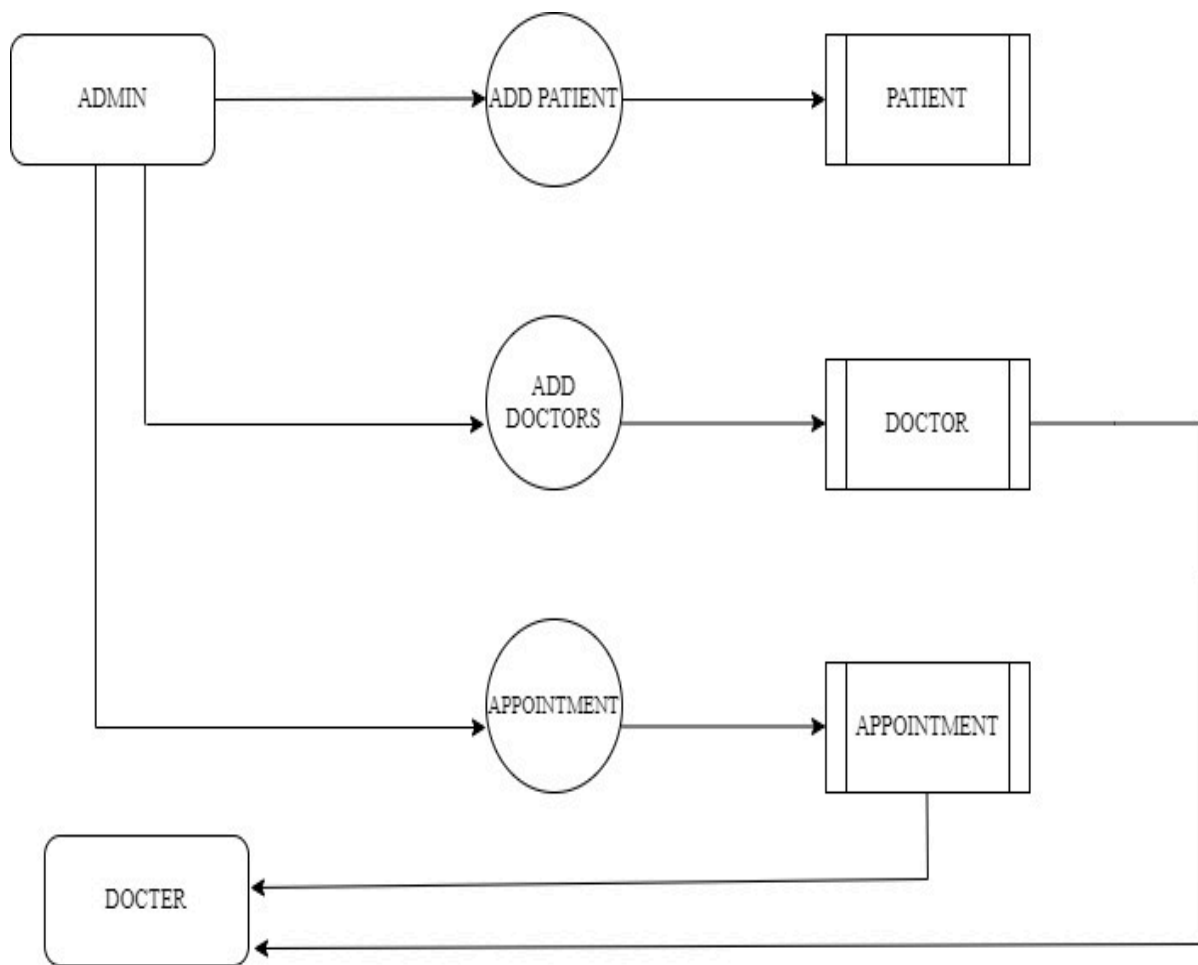 ADMIN
ADD PATIENT
PATIENT
ADD
DOCTORS
DOCTOR
APPOINTMENT
APPOINTMENT
DOCTER